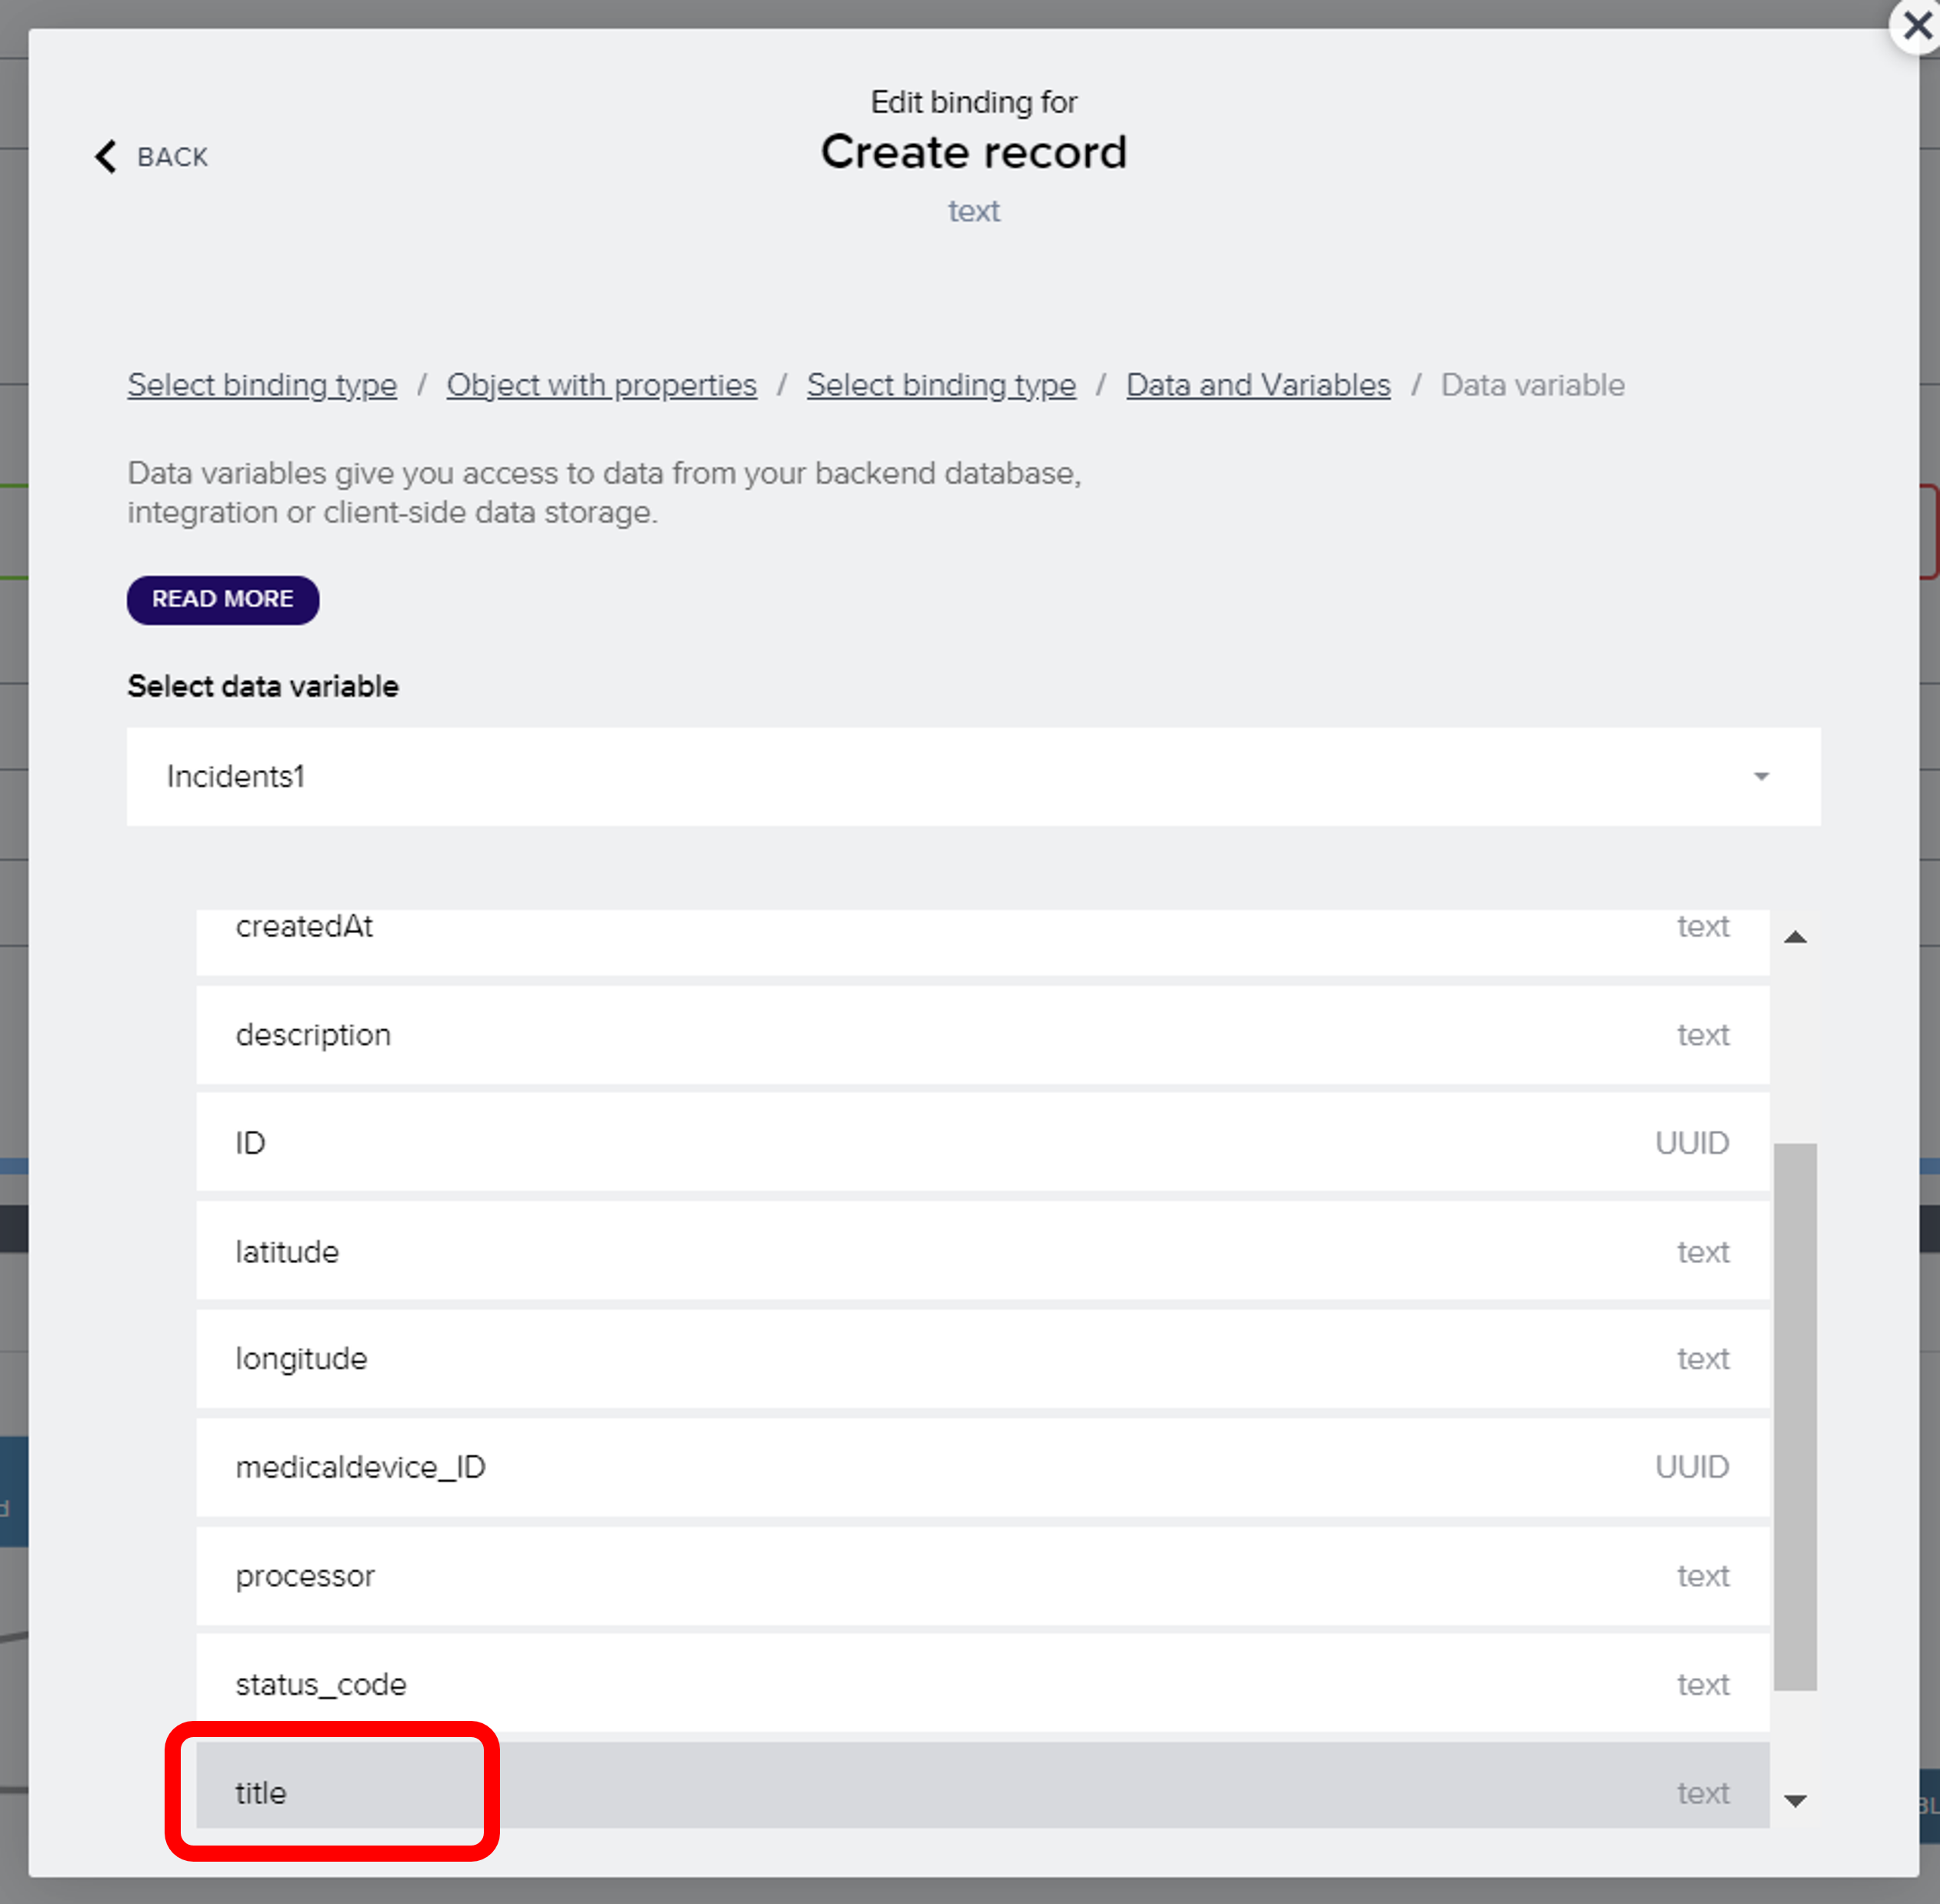 Edit binding for
BACK
Create record
text
Select binding type / Object with properties / Select binding type / Data and Variables / Data variable
Data variables give you access to data from your backend database,
integration or client-side data storage.
READ MORE
Select data variable
Incidents1
createdAt text
description text
ID UUID
latitude text
longitude text
medicaldevice_ID UUID
processor text
status_code text
title text